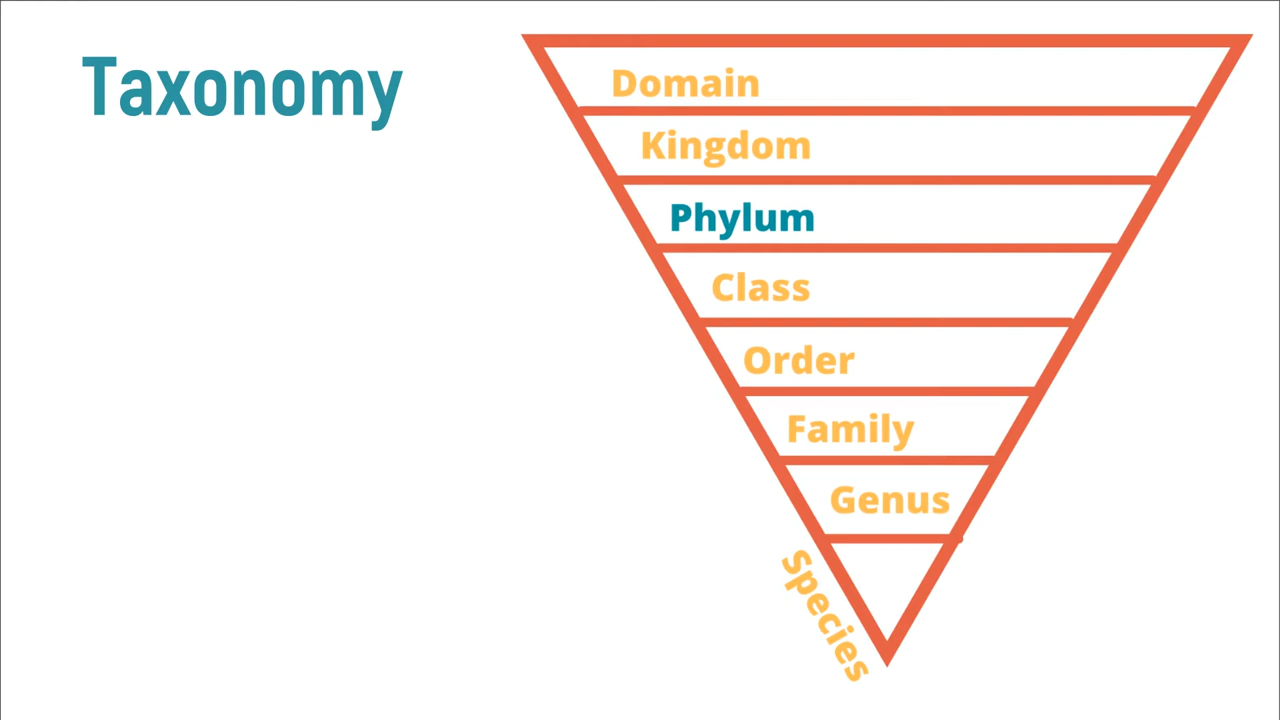 Taxonomy
Domain
Kingdom
Phylum
Class
Order
Family
Genus
Species